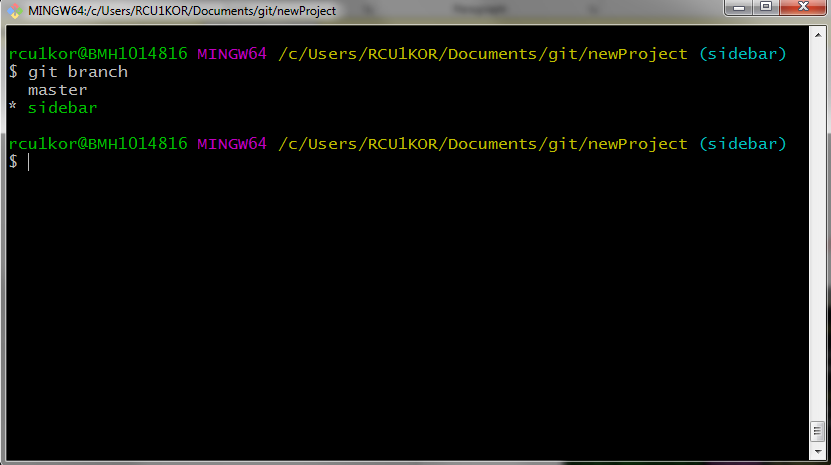 MINGW64:/c/Users/RCU1KOR/Documents/git/newProject
rcu1kor@BMH1014816 MINGW64 /c/Users/RCU1KOR/Documents/git/newProject (sidebar)
$ git branch
  master
* sidebar
rcu1kor@BMH1014816 MINGW64 /c/Users/RCU1KOR/Documents/git/newProject (sidebar)
$